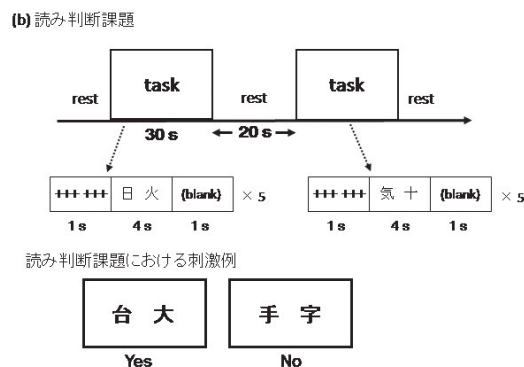 (b) 読み判断課題
rest task rest task rest
30 s 20 s
╫╫╫ ╫╫╫ 日 火 {blank} × 5
1 s 4 s 1 s
╫╫╫ ╫╫╫ 気 十 {blank} × 5
1 s 4 s 1 s
読み判断課題における刺激例
台 大
Yes
手 字
No